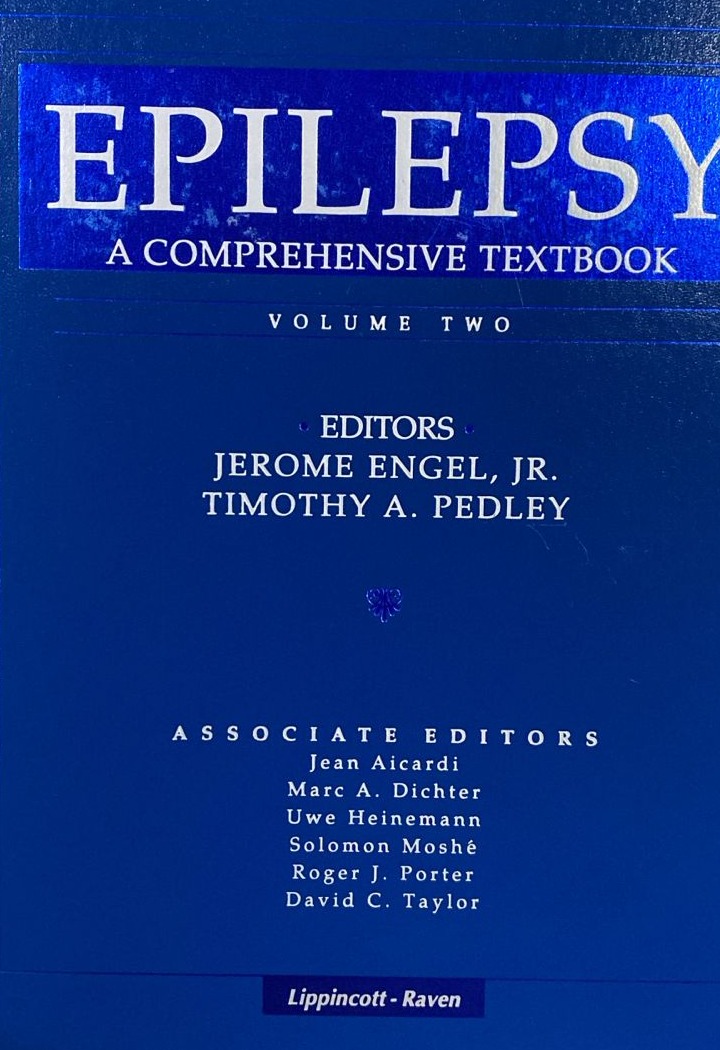 EPILEPSY
A COMPREHENSIVE TEXTBOOK
VOLUME TWO
· EDITORS ·
JEROME ENGEL, JR.
TIMOTHY A. PEDLEY
ASSOCIATE EDITORS
Jean Aicardi
Marc A. Dichter
Uwe Heinemann
Solomon Moshé
Roger J. Porter
David C. Taylor
Lippincott - Raven